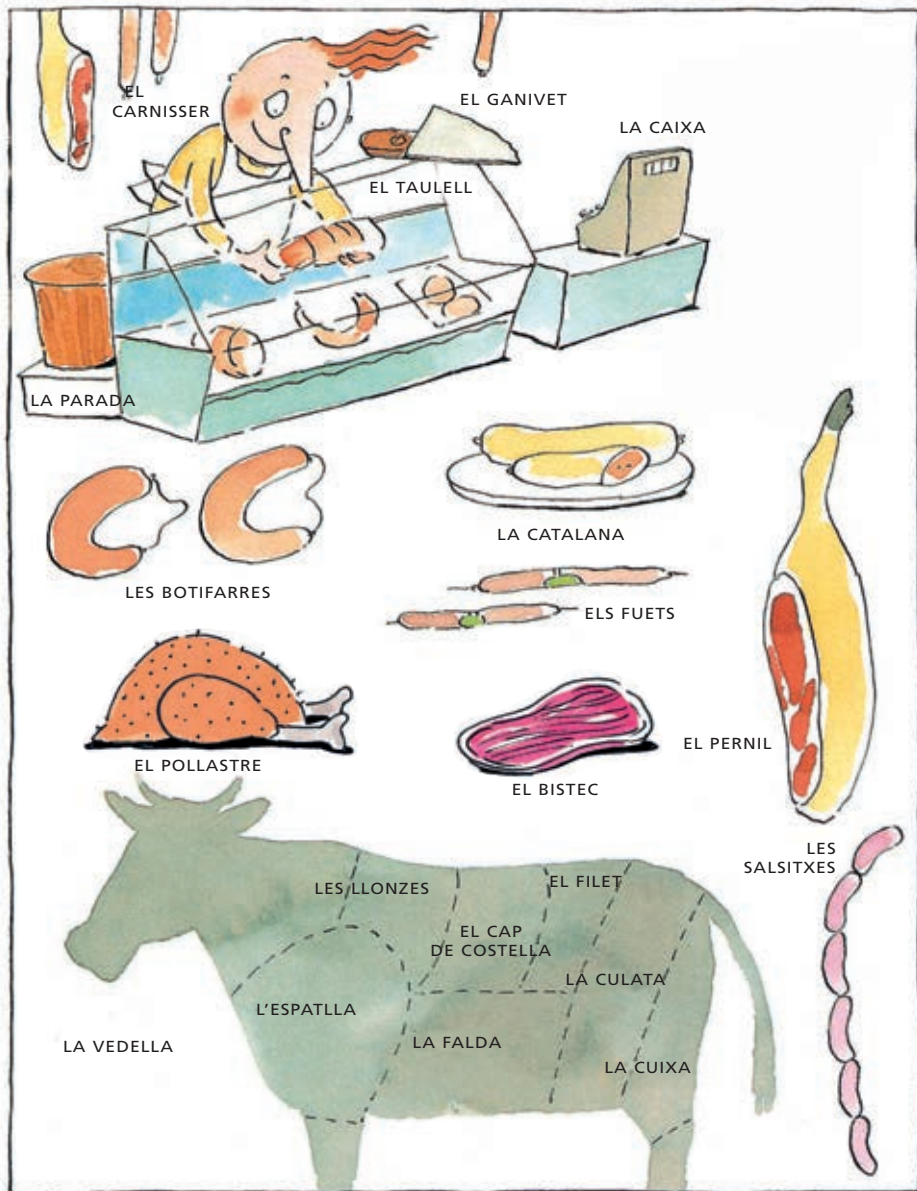 EL
CARNISSER
EL GANIVET
LA CAIXA
EL TAULELL
LA PARADA
LA CATALANA
LES BOTIFARRES
ELS FUETS
EL PERNIL
EL POLLASTRE
EL BISTEC
LES
SALSITXES
LES LLONZES
EL FILET
EL CAP
DE COSTELLA
LA CULATA
L'ESPATLLA
LA FALDA
LA VEDELLA
LA CUIXA